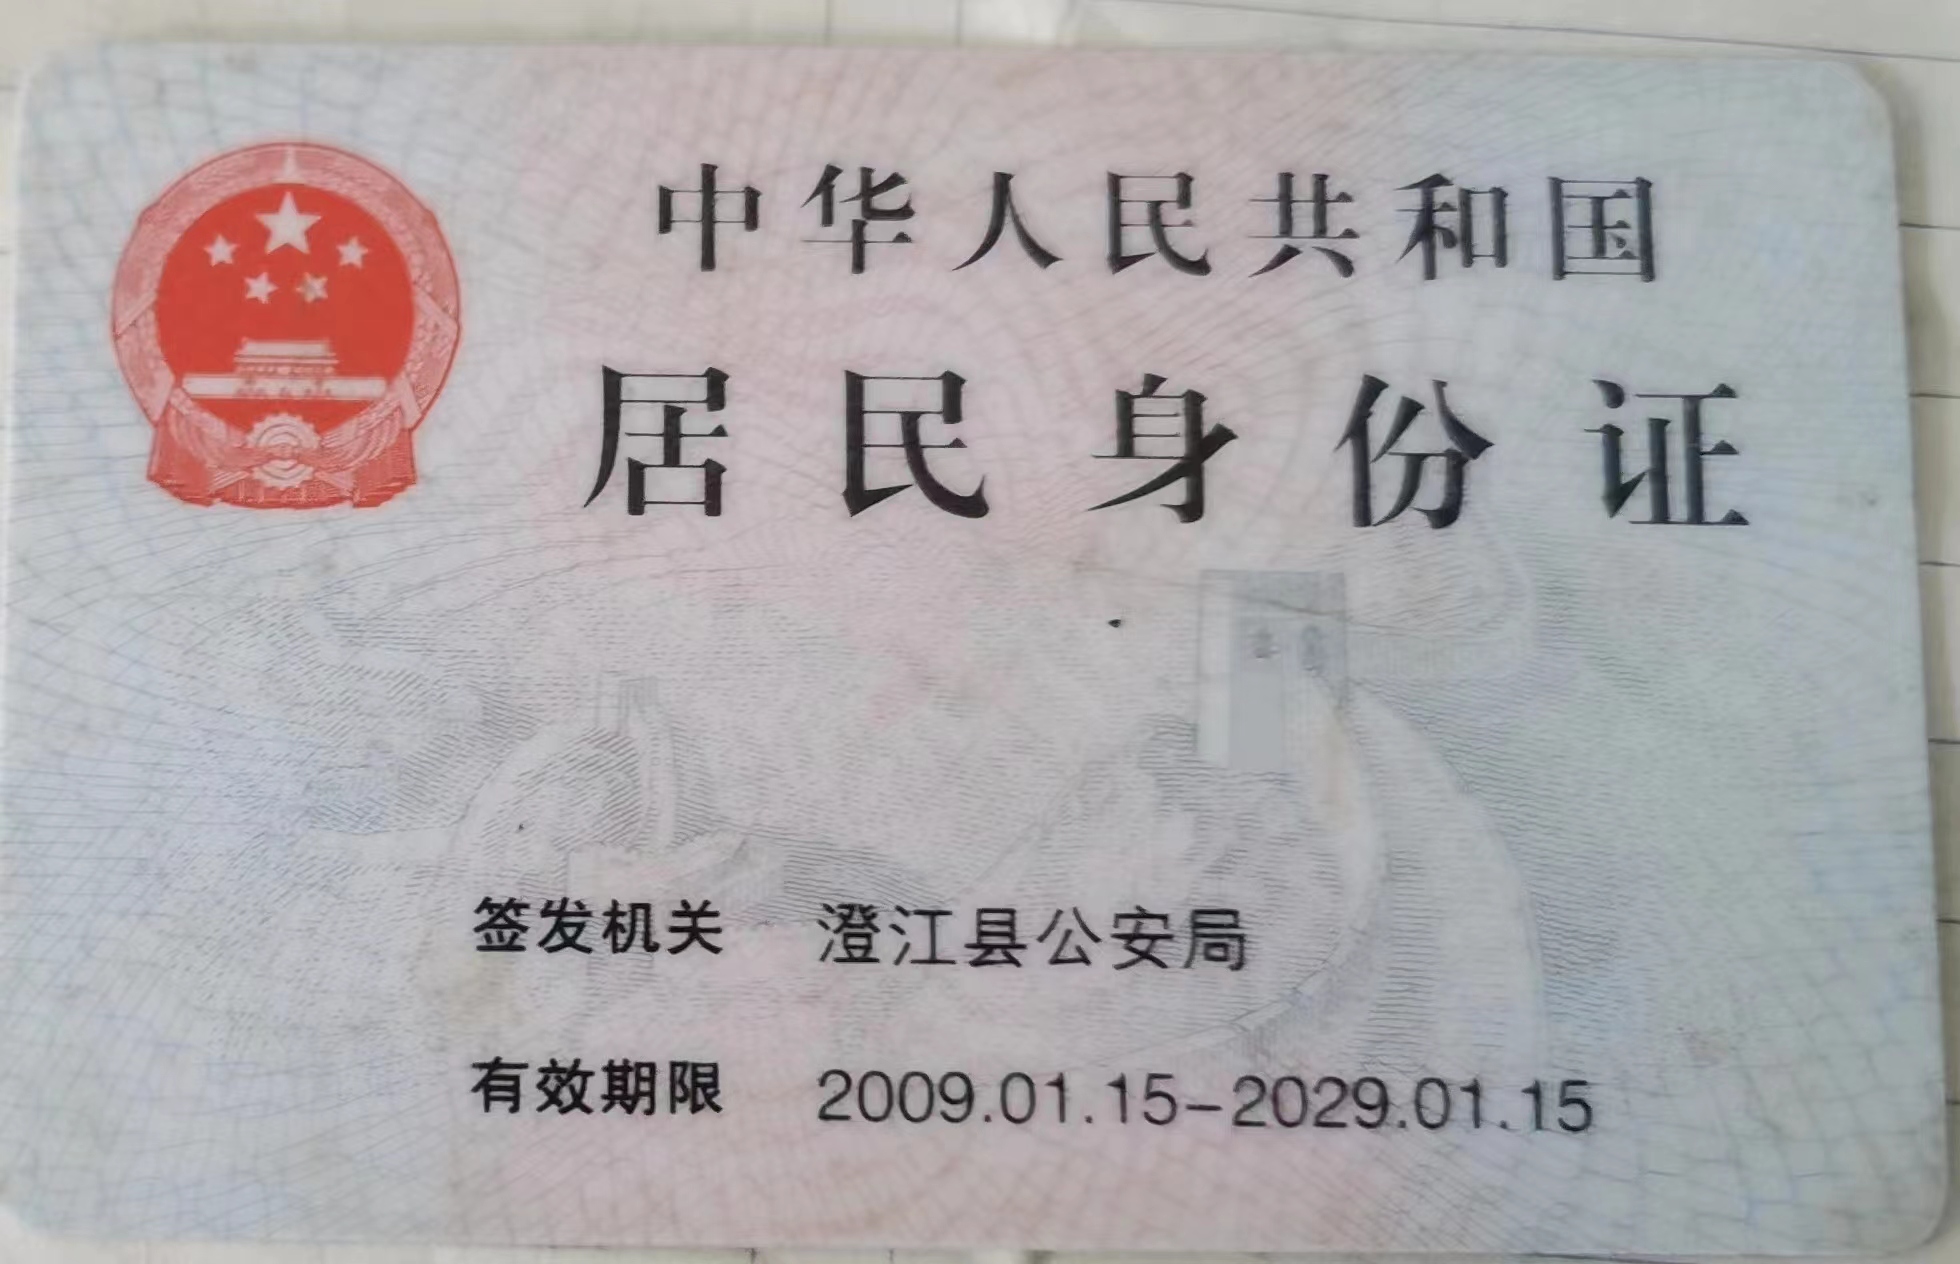 中华人民共和国
居民身份证
签发机关 澄江县公安局
有效期限 2009.01.15-2029.01.15